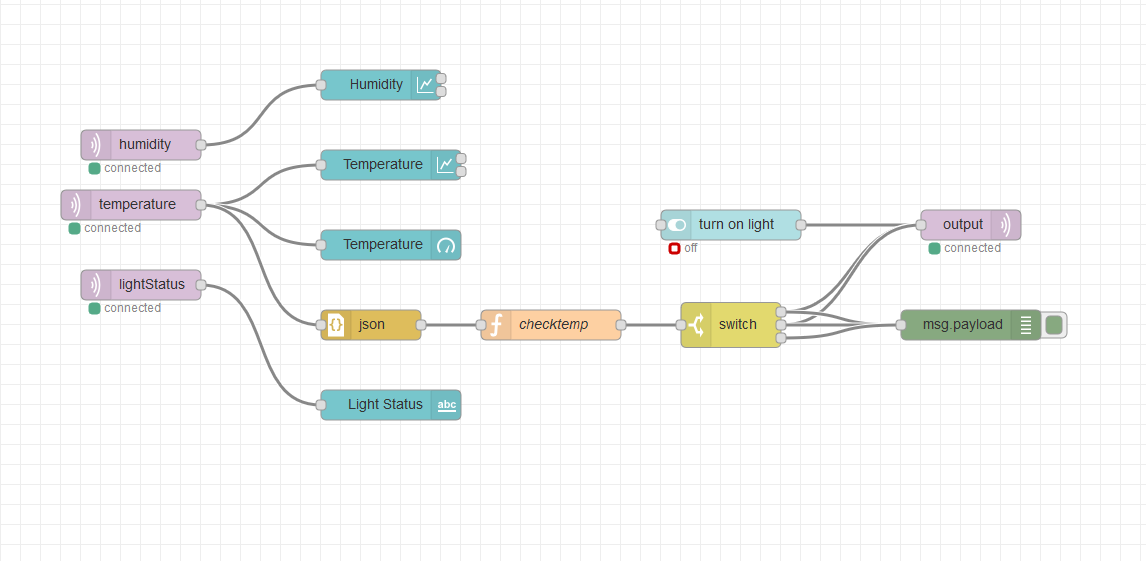 Humidity
humidity
connected
Temperature
temperature
connected
turn on light
off
output
connected
Temperature
lightStatus
connected
{} json
f checktemp
switch
msg.payload
Light Status abc